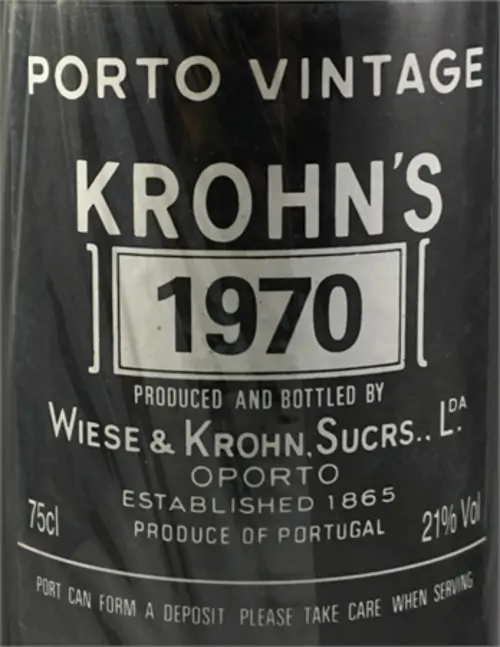 PORTO VINTAGE
KROHN'S
1970
PRODUCED AND BOTTLED BY
WIESE & KROHN, SUCRS.., LDA.
OPORTO
ESTABLISHED 1865
75cl PRODUCE OF PORTUGAL 21% Vol
PORT CAN FORM A DEPOSIT PLEASE TAKE CARE WHEN SERVING